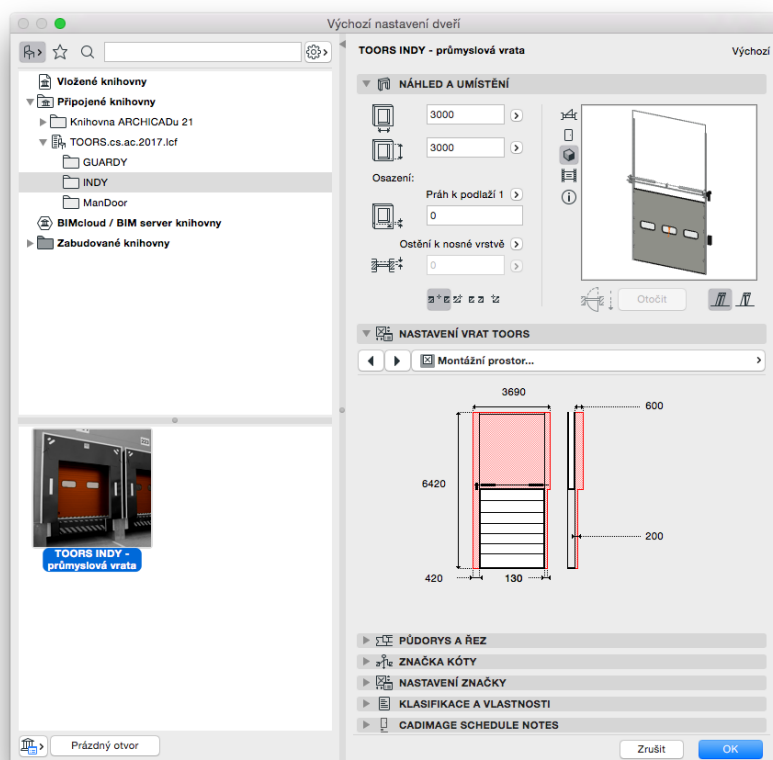 Výchozí nastavení dveří
TOORS INDY - průmyslová vrata
Výchozí
Vložené knihovny
Připojené knihovny
Knihovna ARCHICADu 21
TOORS.cs.ac.2017.lcf
GUARDY
INDY
ManDoor
BIMcloud / BIM server knihovny
Zabudované knihovny
TOORS INDY -
průmyslová vrata
Prázdný otvor
NÁHLED A UMÍSTĚNÍ
3000
3000
Osazení:
Práh k podlaží 1
0
Ostění k nosné vrstvě
0
Otočit
NASTAVENÍ VRAT TOORS
Montážní prostor...
3690
600
6420
200
420
130
PŮDORYS A ŘEZ
ZNAČKA KÓTY
NASTAVENÍ ZNAČKY
KLASIFIKACE A VLASTNOSTI
CADIMAGE SCHEDULE NOTES
Zrušit
OK